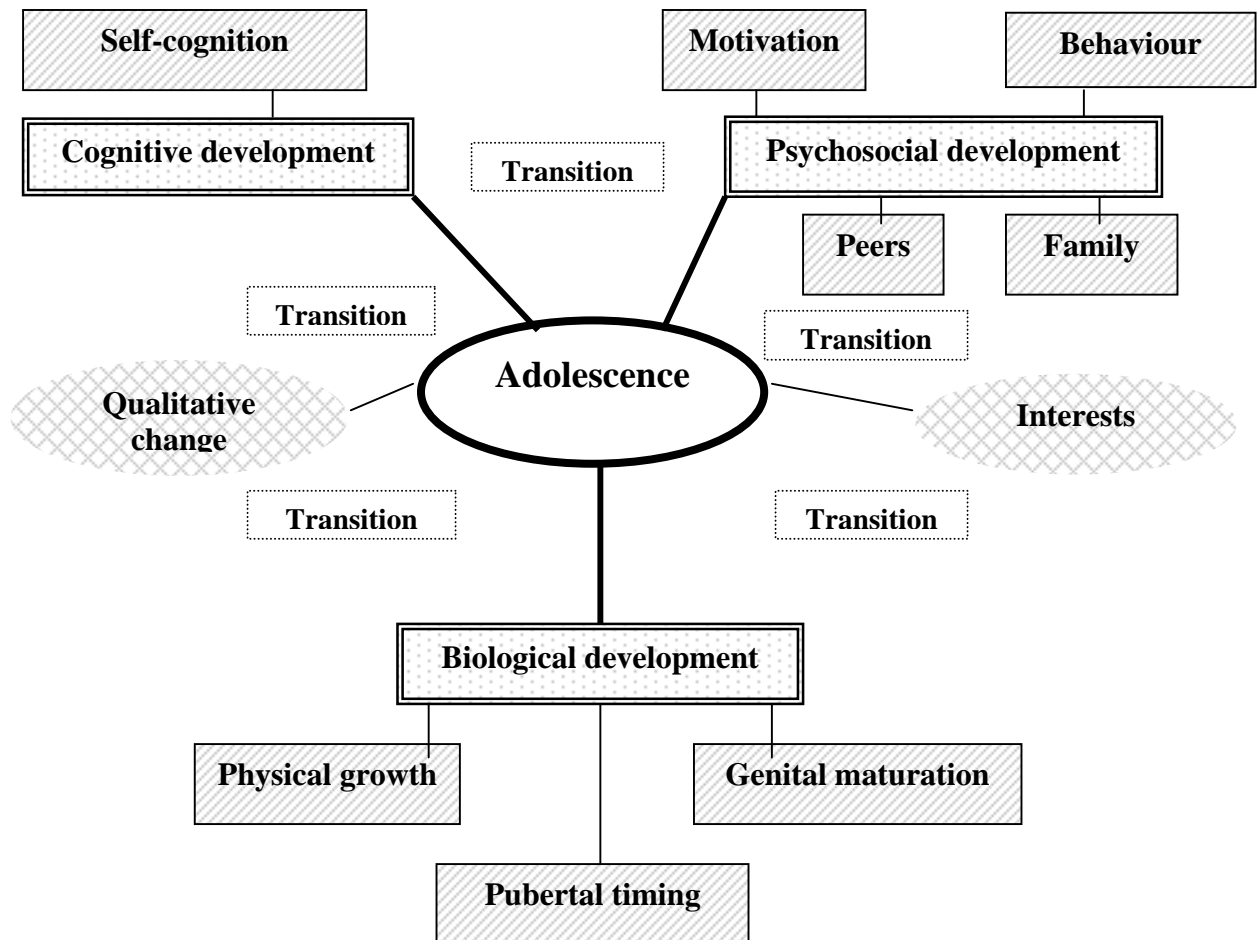 Self-cognition
Motivation
Behaviour
Cognitive development
Transition
Psychosocial development
Peers
Family
Transition
Transition
Adolescence
Qualitative
change
Interests
Transition
Transition
Biological development
Physical growth
Genital maturation
Pubertal timing